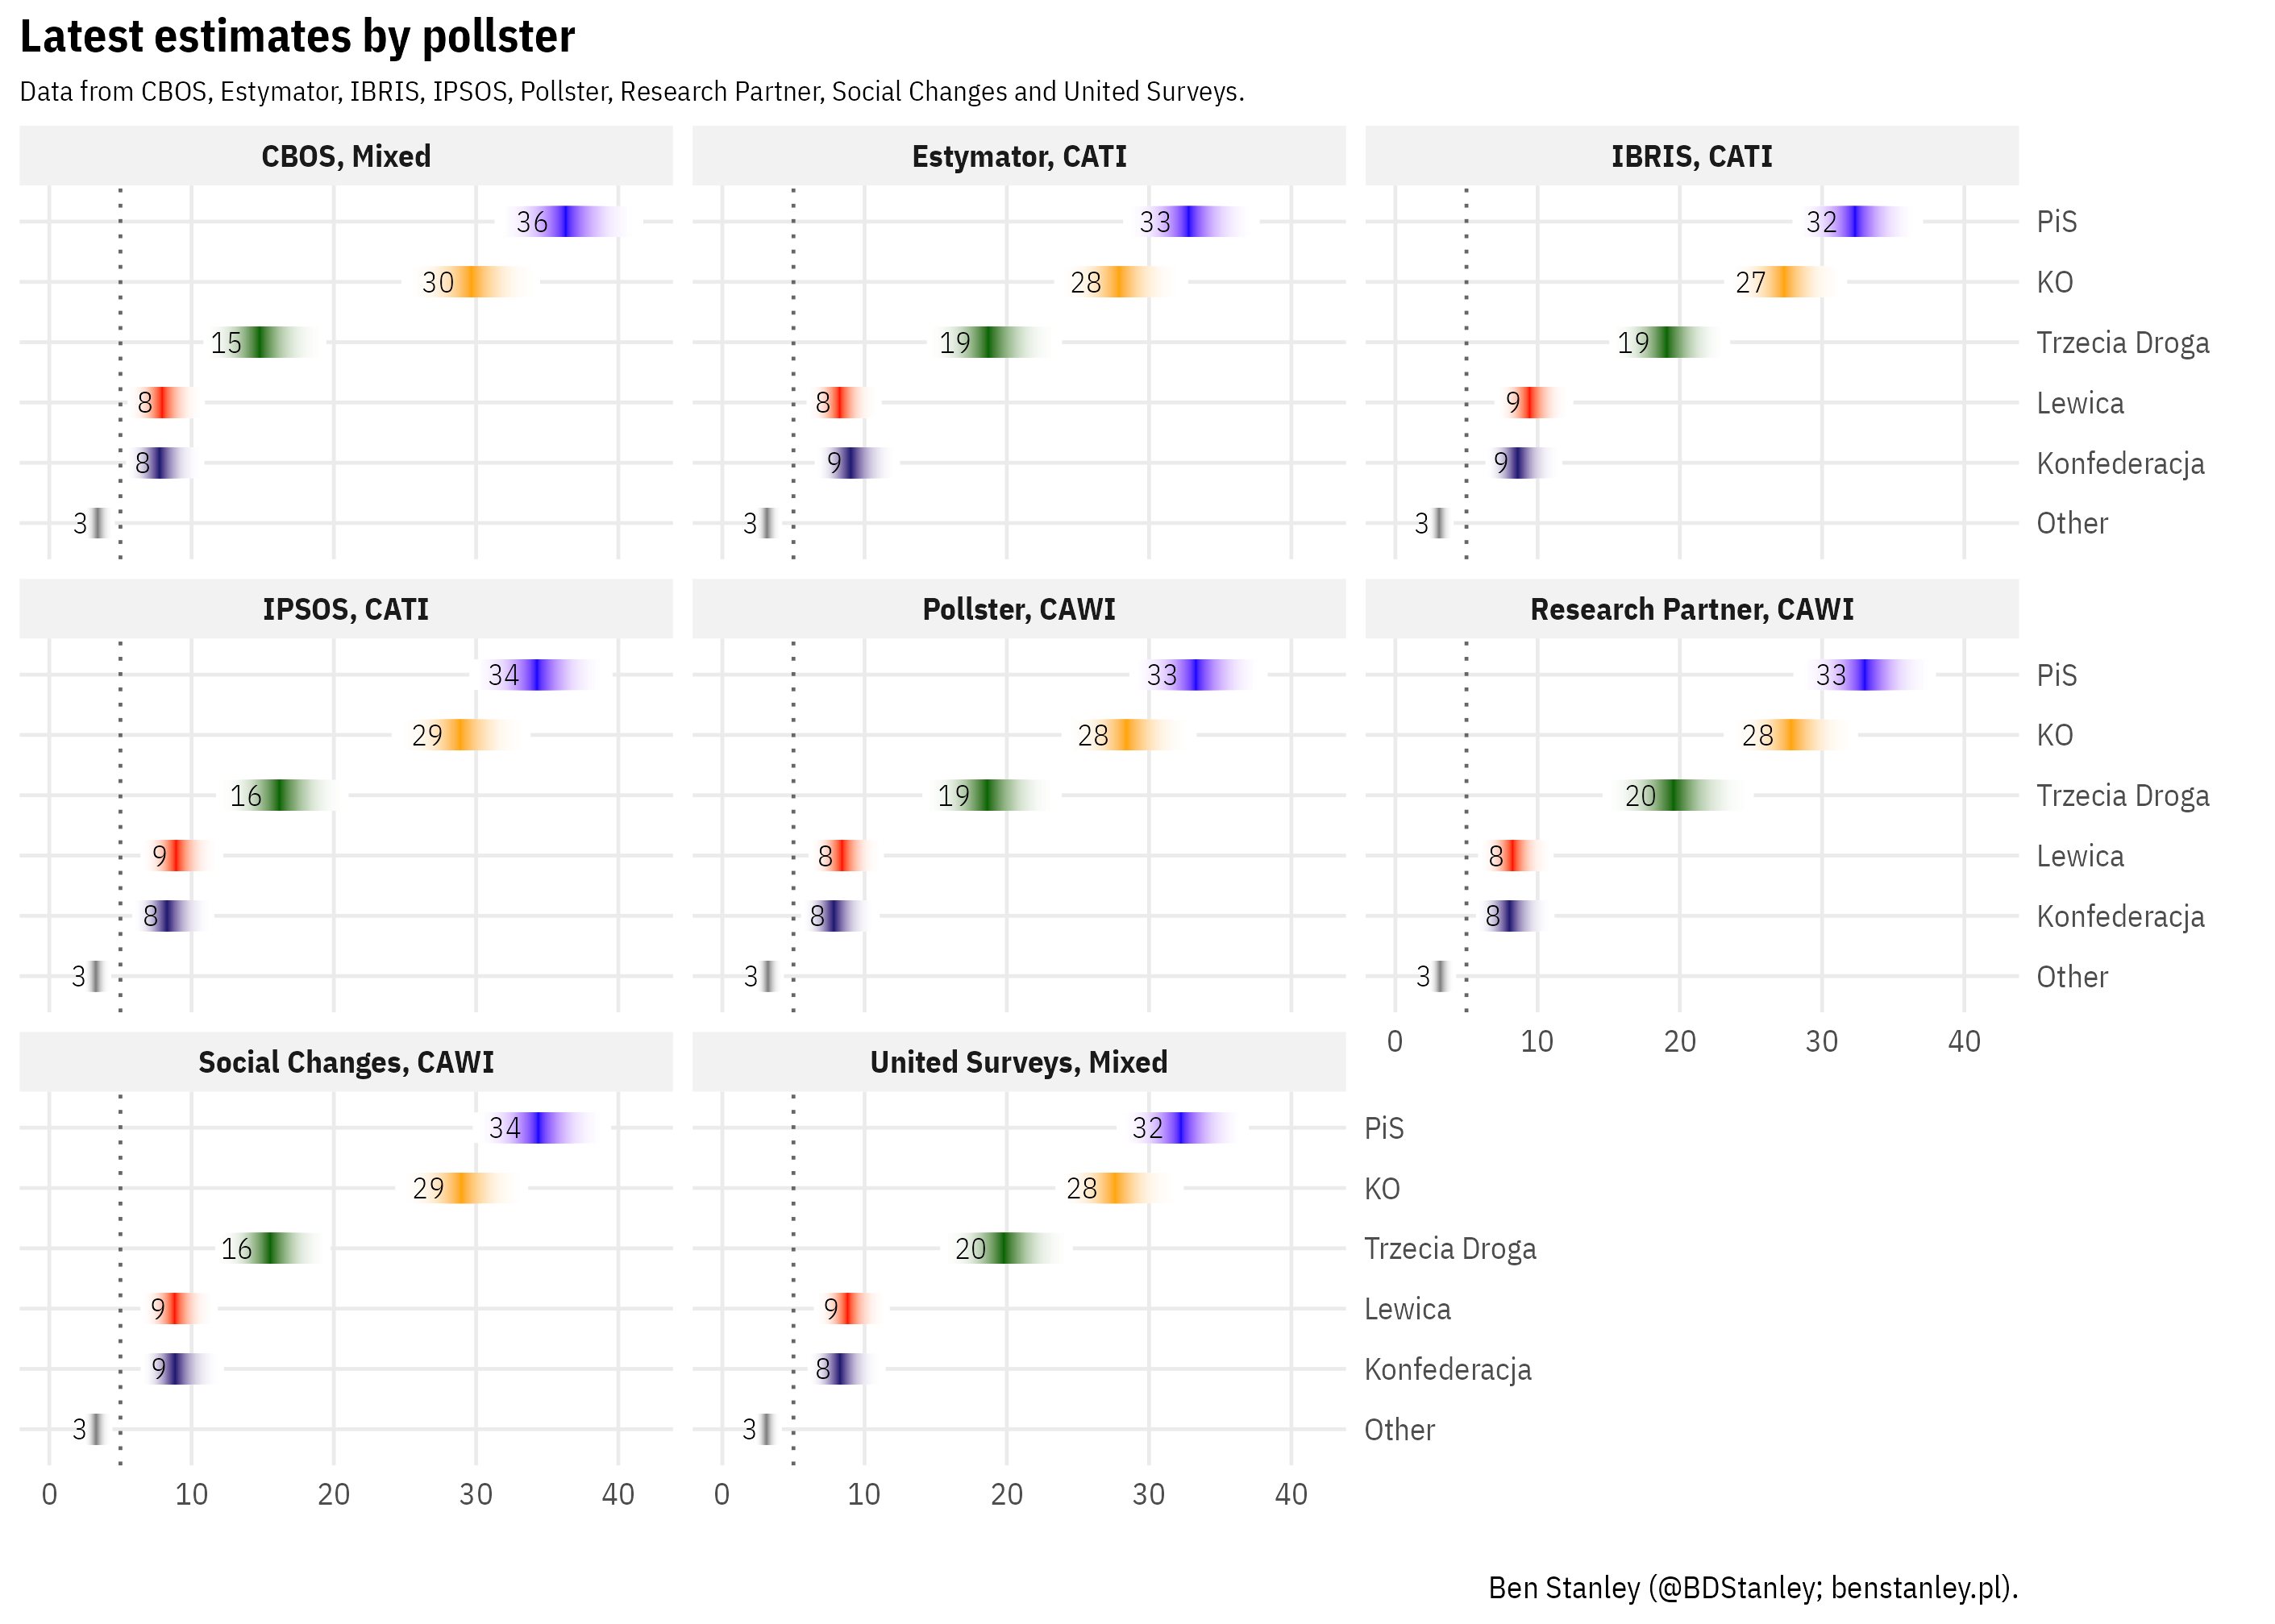 Latest estimates by pollster
Data from CBOS, Estymator, IBRIS, IPSOS, Pollster, Research Partner, Social Changes and United Surveys.
CBOS, Mixed
Estymator, CATI
IBRIS, CATI
36
33
32
PiS
30
28
27
KO
15
19
19
Trzecia Droga
8
8
9
Lewica
8
9
9
Konfederacja
3
3
3
Other
IPSOS, CATI
Pollster, CAWI
Research Partner, CAWI
34
33
33
PiS
29
28
28
KO
16
19
20
Trzecia Droga
9
8
8
Lewica
8
8
8
Konfederacja
3
3
3
Other
0 10 20 30 40
Social Changes, CAWI
United Surveys, Mixed
34
32
PiS
29
28
KO
16
20
Trzecia Droga
9
9
Lewica
9
8
Konfederacja
3
3
Other
0 10 20 30 40
0 10 20 30 40
Ben Stanley (@BDStanley; benstanley.pl).